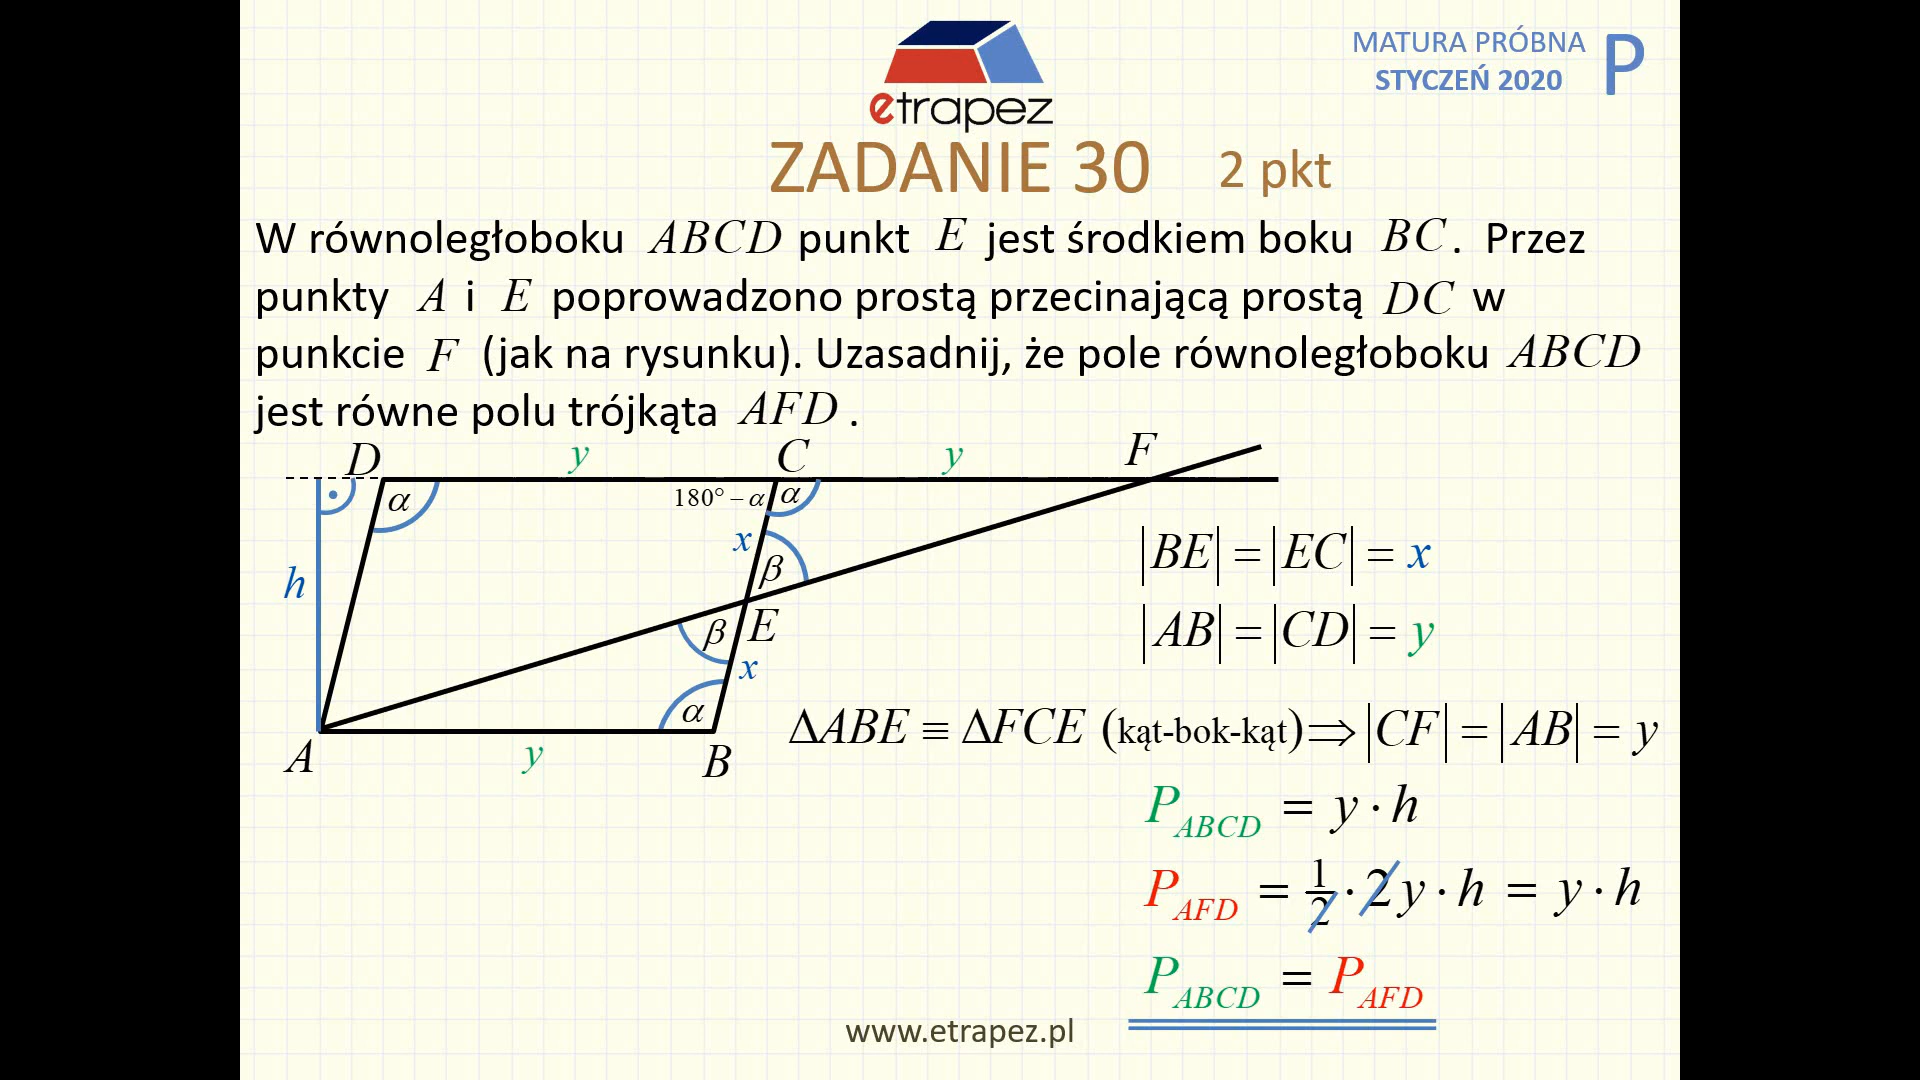 etrapez
MATURA PRÓBNA
STYCZEŃ 2020
P
ZADANIE 30 2 pkt
W równoległoboku ABCD punkt E jest środkiem boku BC. Przez
punkty A i E poprowadzono prostą przecinającą prostą DC w
punkcie F (jak na rysunku). Uzasadnij, że pole równoległoboku ABCD
jest równe polu trójkąta AFD.
D y C y F
α 180° – α α
x
β
h
β E
x
α
A y B
|BE| = |EC| = x
|AB| = |CD| = y
ΔABE ≡ ΔFCE (kąt-bok-kąt) ⇒ |CF| = |AB| = y
P_ABCD = y · h
P_AFD = 1/2 · 2y · h = y · h
P_ABCD = P_AFD
www.etrapez.pl